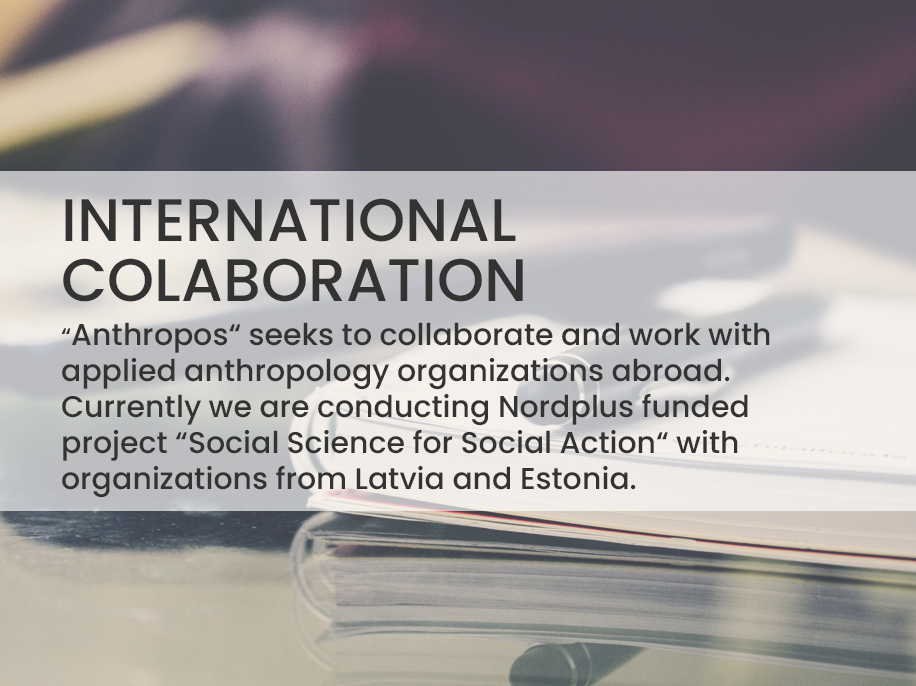 INTERNATIONAL
COLABORATION
“Anthropos“ seeks to collaborate and work with
applied anthropology organizations abroad.
Currently we are conducting Nordplus funded
project “Social Science for Social Action“ with
organizations from Latvia and Estonia.